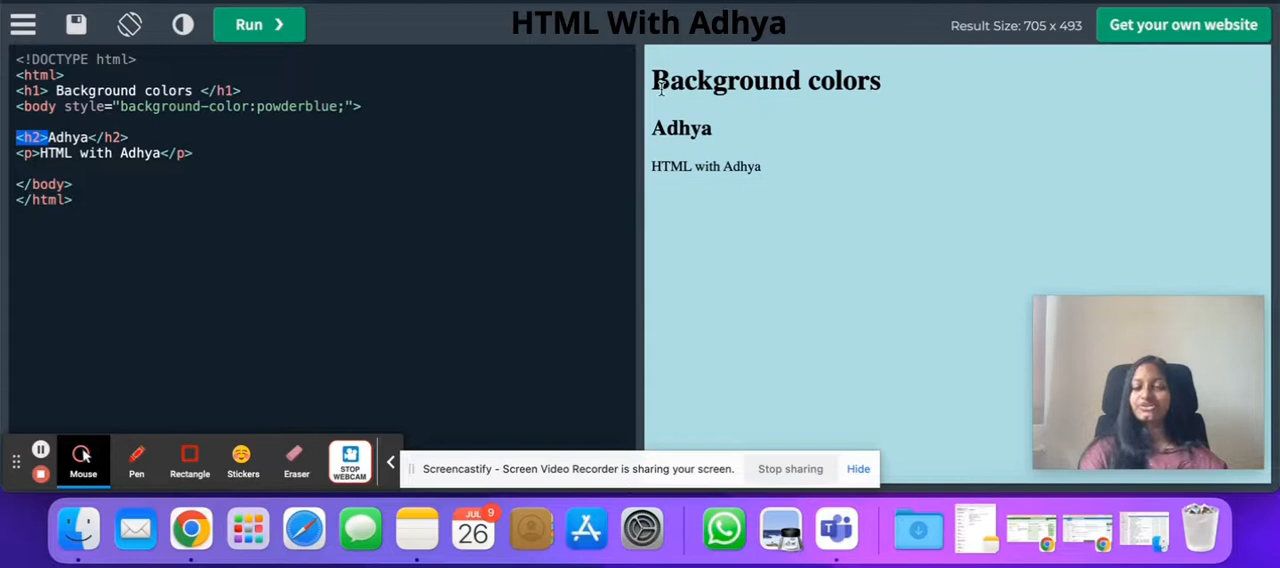 HTML With Adhya
Run ❯
Result Size: 705 x 493
Get your own website
<!DOCTYPE html>
<html>
<h1> Background colors </h1>
<body style="background-color:powderblue;">
<h2>Adhya</h2>
<p>HTML with Adhya</p>
</body>
</html>
Background colors
Adhya
HTML with Adhya
Mouse
Pen
Rectangle
Stickers
Eraser
STOP
WEBCAM
Screencastify - Screen Video Recorder is sharing your screen.
Stop sharing
Hide
JUL
9
26